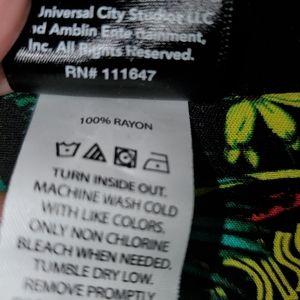 Universal City Studios LLC
nd Amblin Entertainment,
Inc. All Rights Reserved.
RN# 111647
100% RAYON
TURN INSIDE OUT.
MACHINE WASH COLD
WITH LIKE COLORS.
ONLY NON CHLORINE
BLEACH WHEN NEEDED.
TUMBLE DRY LOW.
REMOVE PROMPTLY